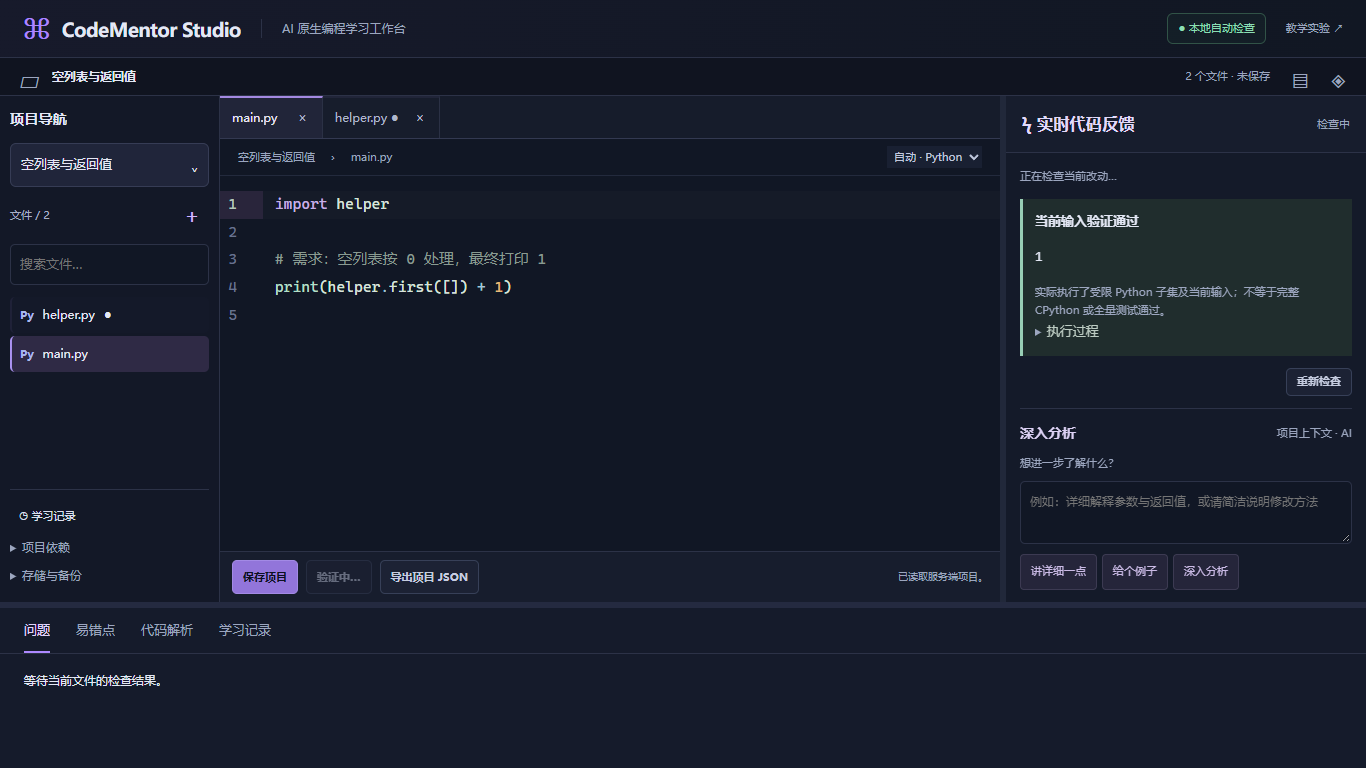 CodeMentor Studio
AI 原生编程学习工作台
● 本地自动检查
教学实验 ↗
空列表与返回值
2 个文件 · 未保存
项目导航
空列表与返回值
文件 / 2
+
搜索文件...
Py helper.py ●
Py main.py
学习记录
▸ 项目依赖
▸ 存储与备份
main.py ×
helper.py ● ×
空列表与返回值 › main.py
自动 · Python
1 import helper
2
3 # 需求: 空列表按 0 处理, 最终打印 1
4 print(helper.first([]) + 1)
5
保存项目
验证中...
导出项目 JSON
已读取服务端项目。
实时代码反馈
检查中
正在检查当前改动...
当前输入验证通过
1
实际执行了受限 Python 子集及当前输入；不等于完整
CPython 或全量测试通过。
▸ 执行过程
重新检查
深入分析
项目上下文 · AI
想进一步了解什么?
例如：详细解释参数与返回值，或请简洁说明修改方法
讲详细一点
给个例子
深入分析
问题
易错点
代码解析
学习记录
等待当前文件的检查结果。